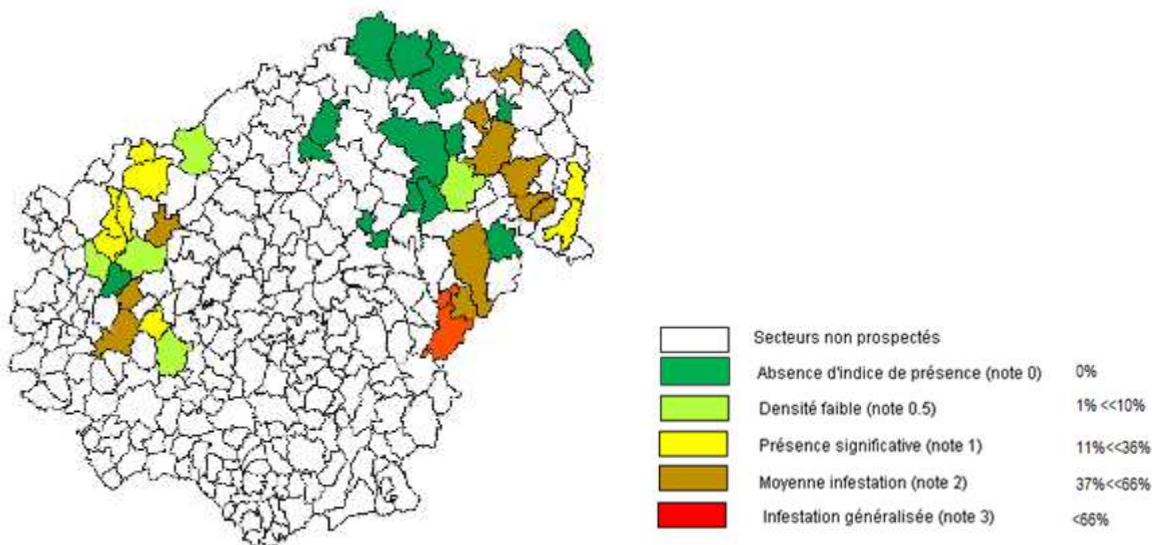 Secteurs non prospectés
Absence d'indice de présence (note 0) 0%
Densité faible (note 0.5) 1% <<10%
Présence significative (note 1) 11%<<36%
Moyenne infestation (note 2) 37%<<66%
Infestation généralisée (note 3) <66%